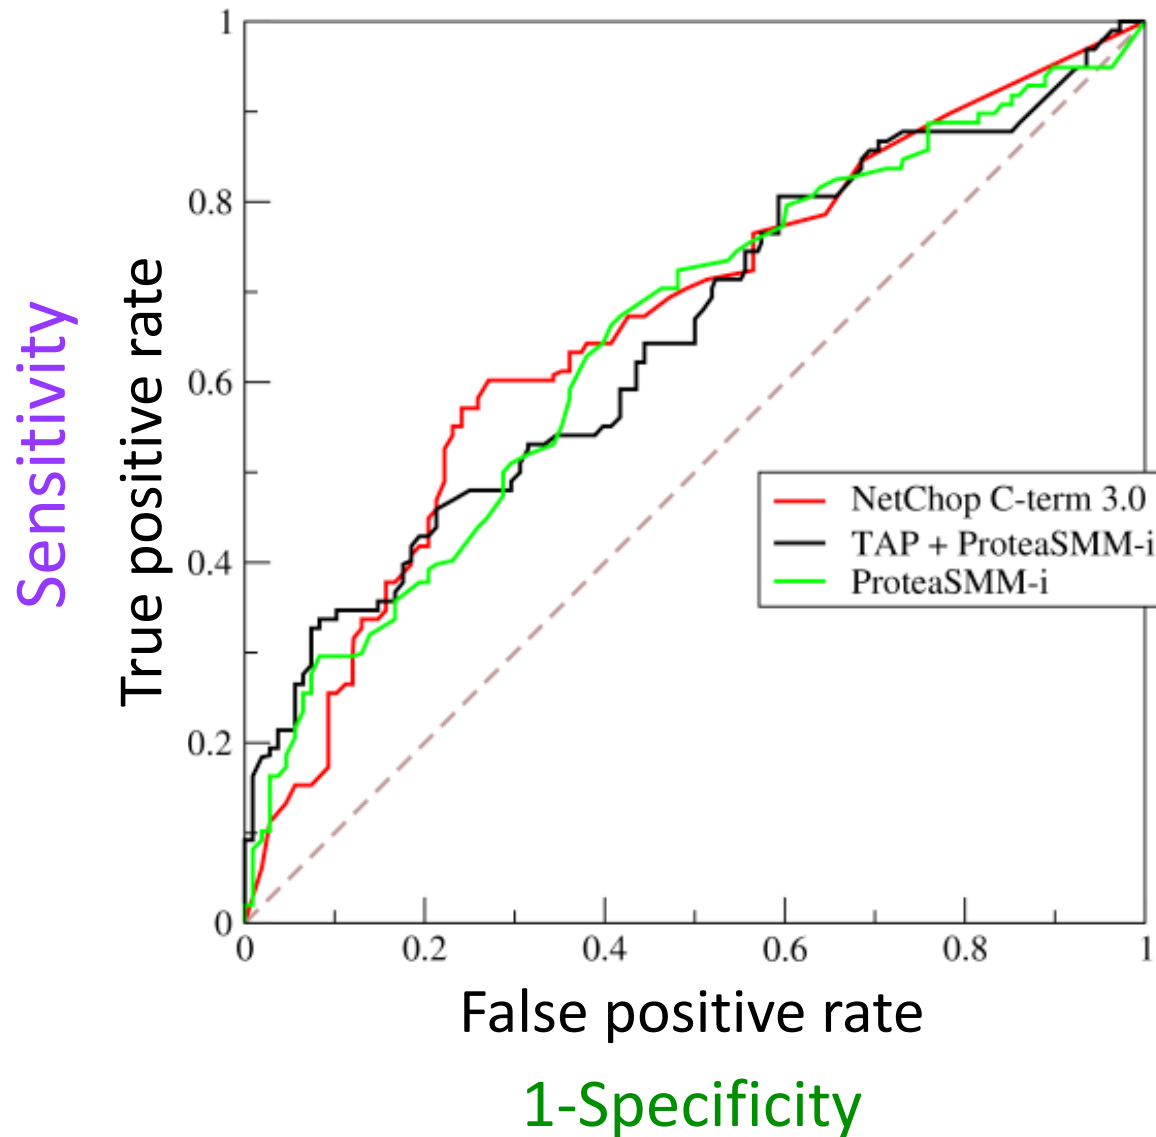 Sensitivity
True positive rate
1
0.8
0.6
0.4
0.2
0
0 0.2 0.4 0.6 0.8 1
NetChop C-term 3.0
TAP + ProteaSMM-i
ProteaSMM-i
False positive rate
1-Specificity